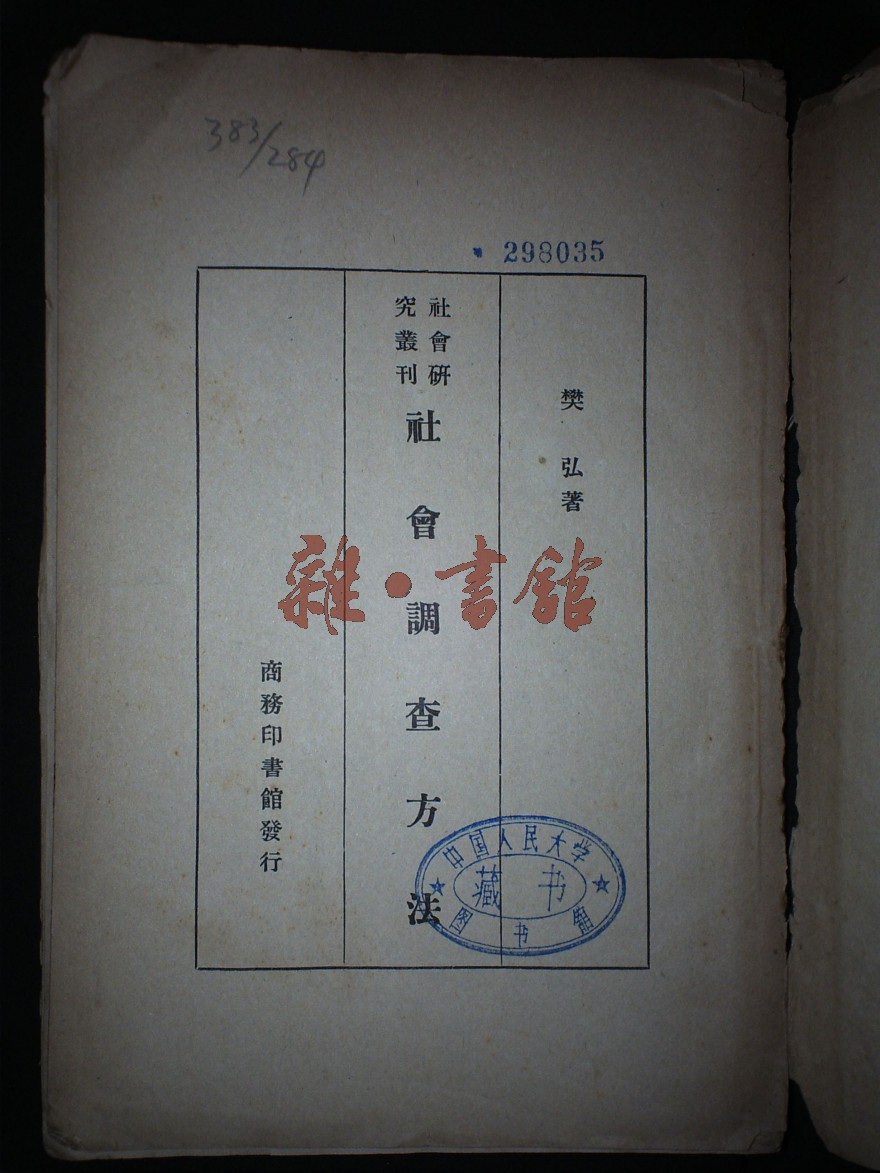 383/284
298035
樊弘著
社會研
究叢刊
社會調查方法
商務印書館發行
雜·書館
中国人民大学
藏书
图书館